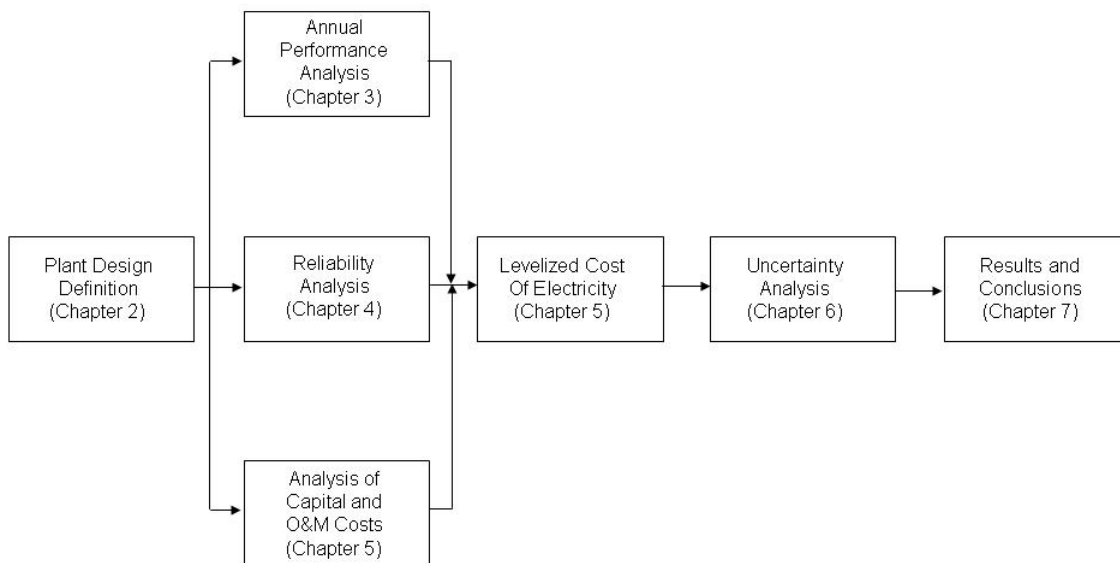 Annual
Performance
Analysis
(Chapter 3)
Plant Design
Definition
(Chapter 2)
Reliability
Analysis
(Chapter 4)
Levelized Cost
Of Electricity
(Chapter 5)
Uncertainty
Analysis
(Chapter 6)
Results and
Conclusions
(Chapter 7)
Analysis of
Capital and
O&M Costs
(Chapter 5)